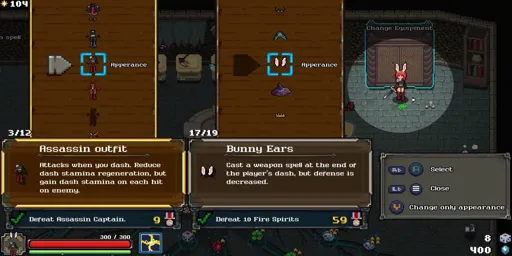 104
Change Equipment
n spell
Apperance
Apperance
3/12
17/19
Assassin outfit
Attacks when you dash. Reduce
dash stamina regeneration, but
gain dash stamina on each hit
on enemy.
Bunny Ears
Cast a weapon spell at the end of
the player's dash, but defense is
decreased.
Select
Close
Change only appearance
Defeat Assassin Captain.
9
Defeat 10 Fire Spirits
59
300 / 300
8
400